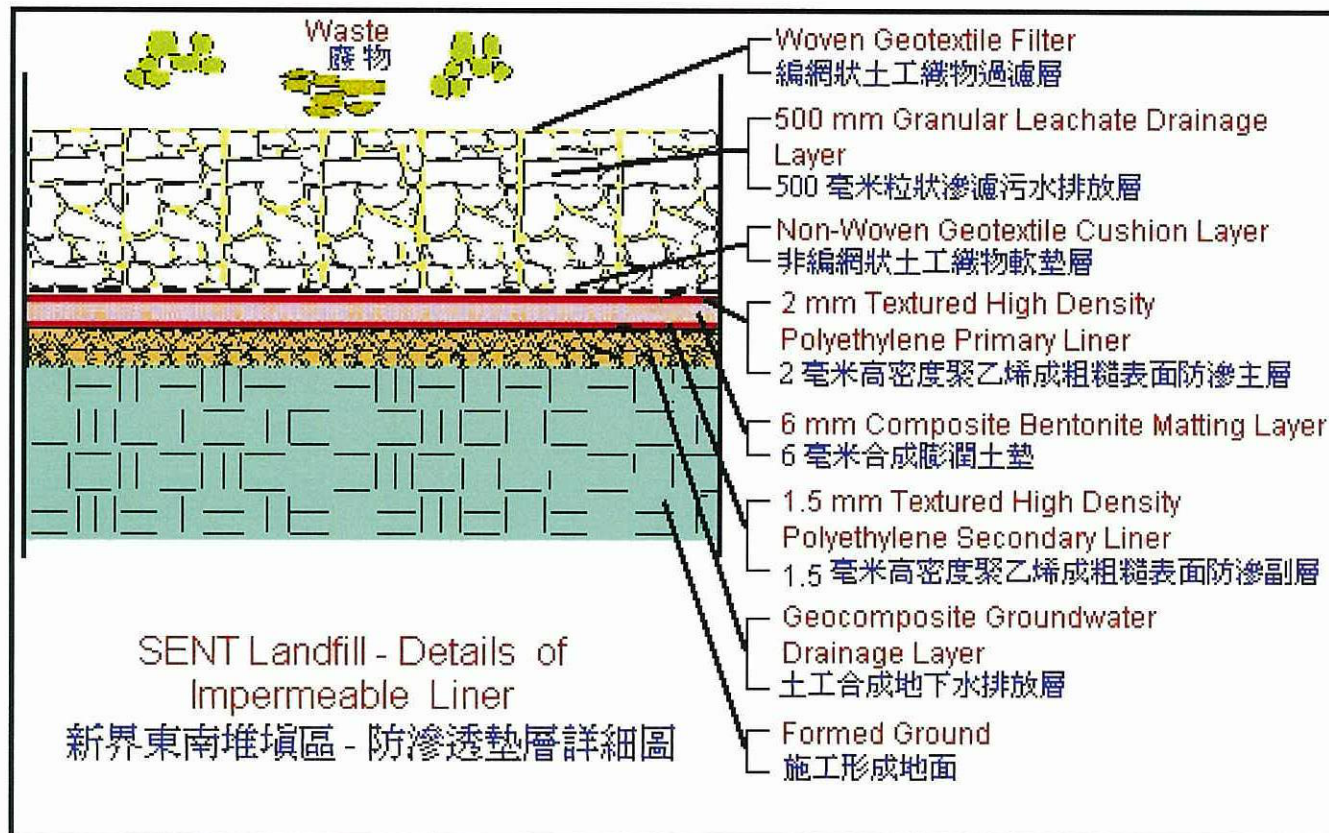 Waste
廢物
Woven Geotextile Filter
編網狀土工織物過濾層
500 mm Granular Leachate Drainage
Layer
500 毫米粒狀滲濾污水排放層
Non-Woven Geotextile Cushion Layer
非編網狀土工織物軟墊層
2 mm Textured High Density
Polyethylene Primary Liner
2 毫米高密度聚乙烯成粗糙表面防滲主層
6 mm Composite Bentonite Matting Layer
6 毫米合成膨潤土墊
1.5 mm Textured High Density
Polyethylene Secondary Liner
1.5 毫米高密度聚乙烯成粗糙表面防滲副層
Geocomposite Groundwater
Drainage Layer
土工合成地下水排放層
Formed Ground
施工形成地面
SENT Landfill - Details of
Impermeable Liner
新界東南堆填區 - 防滲透墊層詳細圖